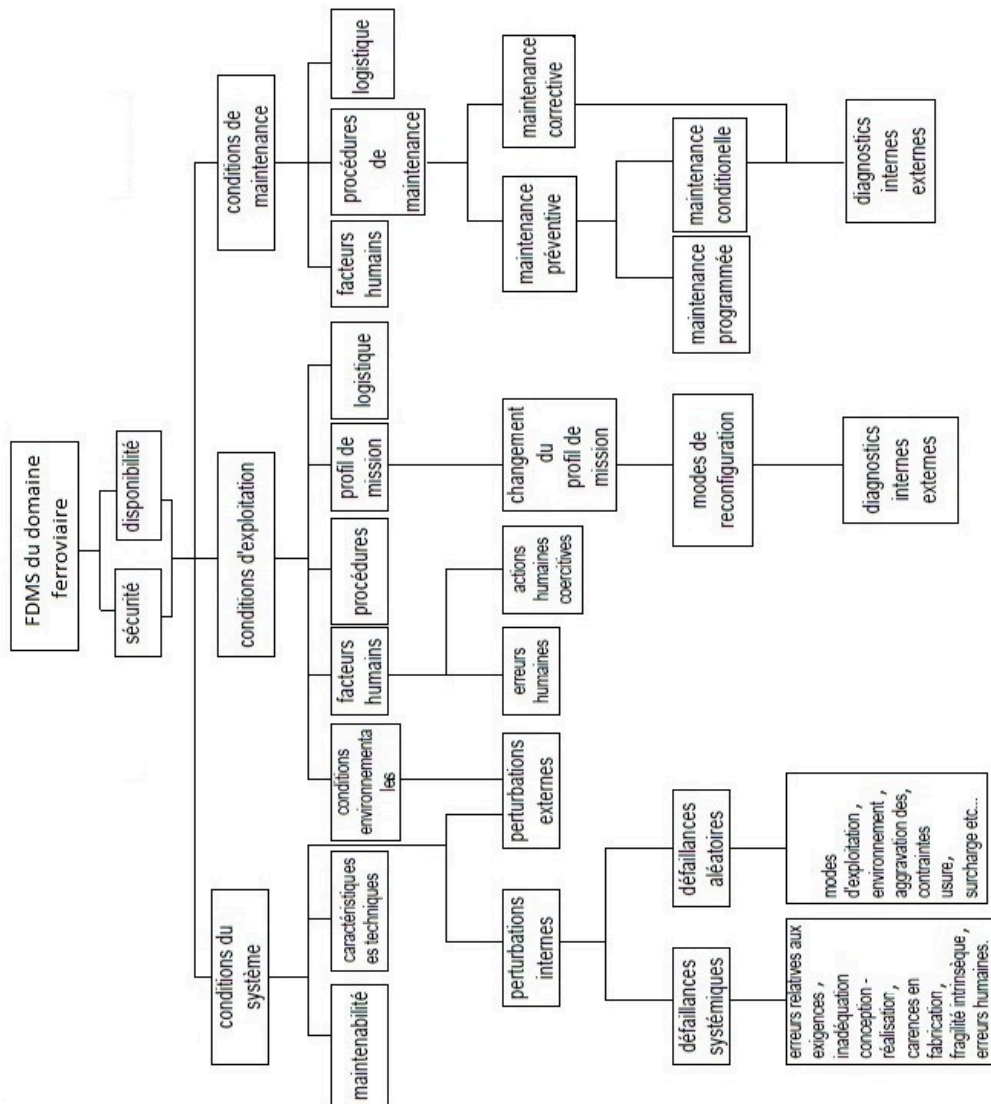 FDMS du domaine
ferroviaire
sécurité
disponibilité
conditions du
système
conditions d'exploitation
conditions de
maintenance
maintenabilité
caractéristiques
es techniques
conditions
environnementa
les
facteurs
humains
procédures
profil de
mission
logistique
facteurs humains
procédures
de
maintenance
logistique
perturbations
internes
perturbations
externes
erreurs
humaines
actions
humaines
coercitives
changement
du
profil de
mission
maintenance
préventive
maintenance
corrective
défaillances
systémiques
défaillances
aléatoires
modes de
reconfiguration
maintenance
programmée
maintenance
conditionelle
erreurs relatives aux
exigences ,
inadéquation
conception -
réalisation ,
carences en
fabrication ,
fragilité intrinsèque ,
erreurs humaines.
modes
d'exploitation ,
environnement ,
aggravation des,
contraintes
usure,
surcharge etc...
diagnostics
internes
externes
diagnostics
internes
externes